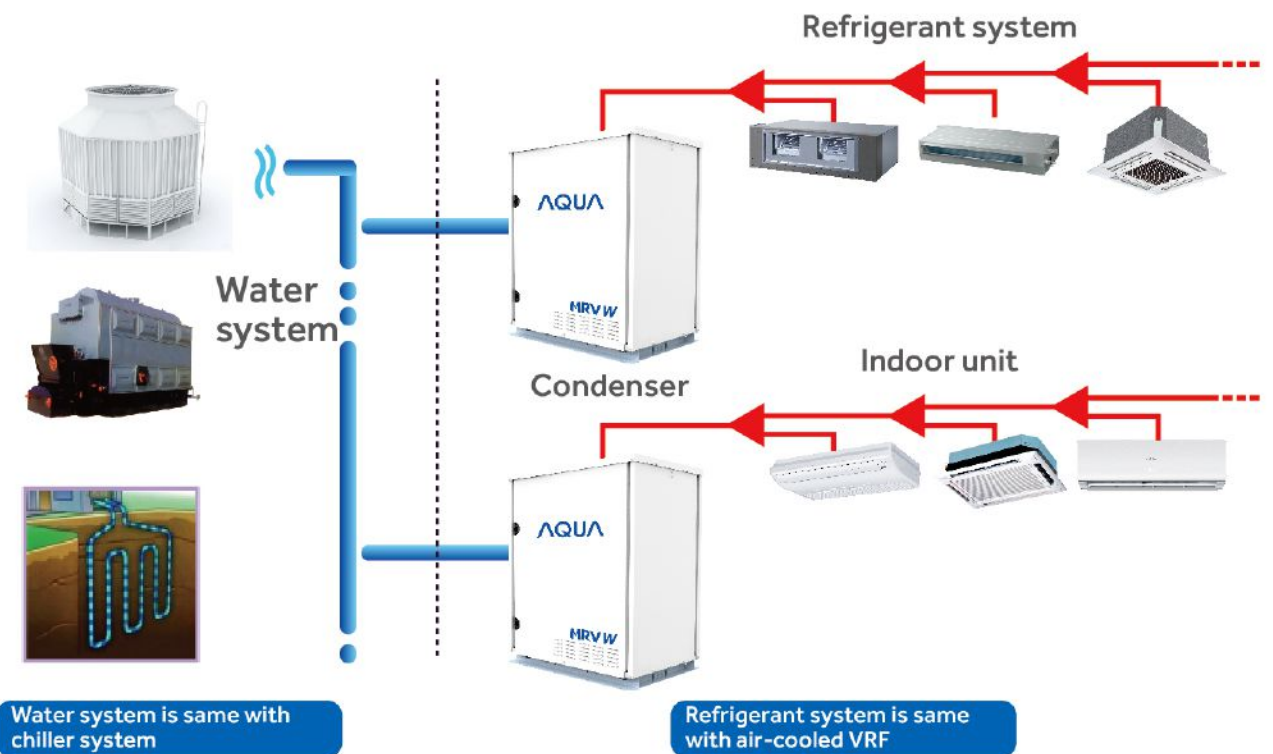 Refrigerant system
Water
system
AQUA
MRV W
Condenser
Indoor unit
AQUA
MRV W
Water system is same with
chiller system
Refrigerant system is same
with air-cooled VRF